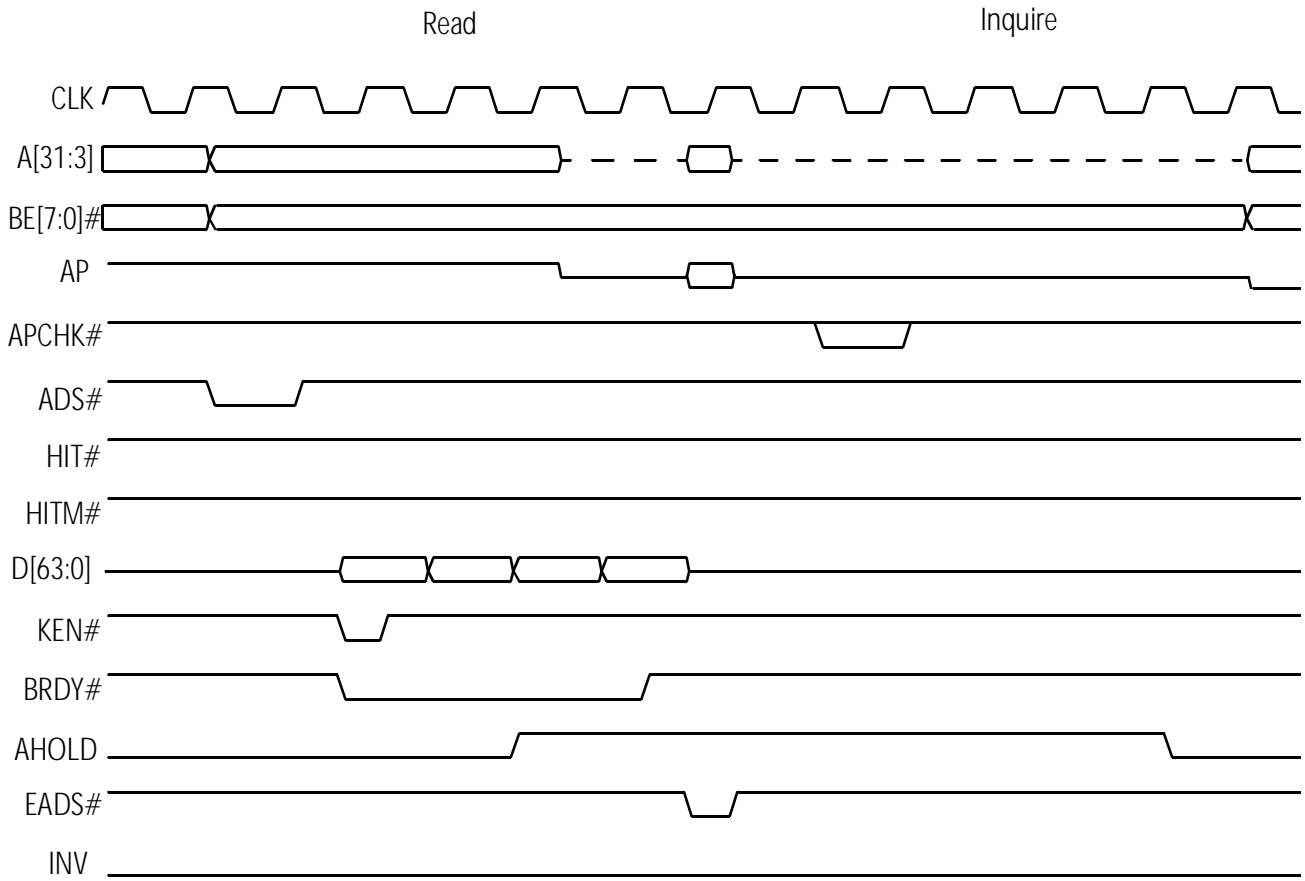 Read
Inquire
CLK
A[31:3]
BE[7:0]#
AP
APCHK#
ADS#
HIT#
HITM#
D[63:0]
KEN#
BRDY#
AHOLD
EADS#
INV